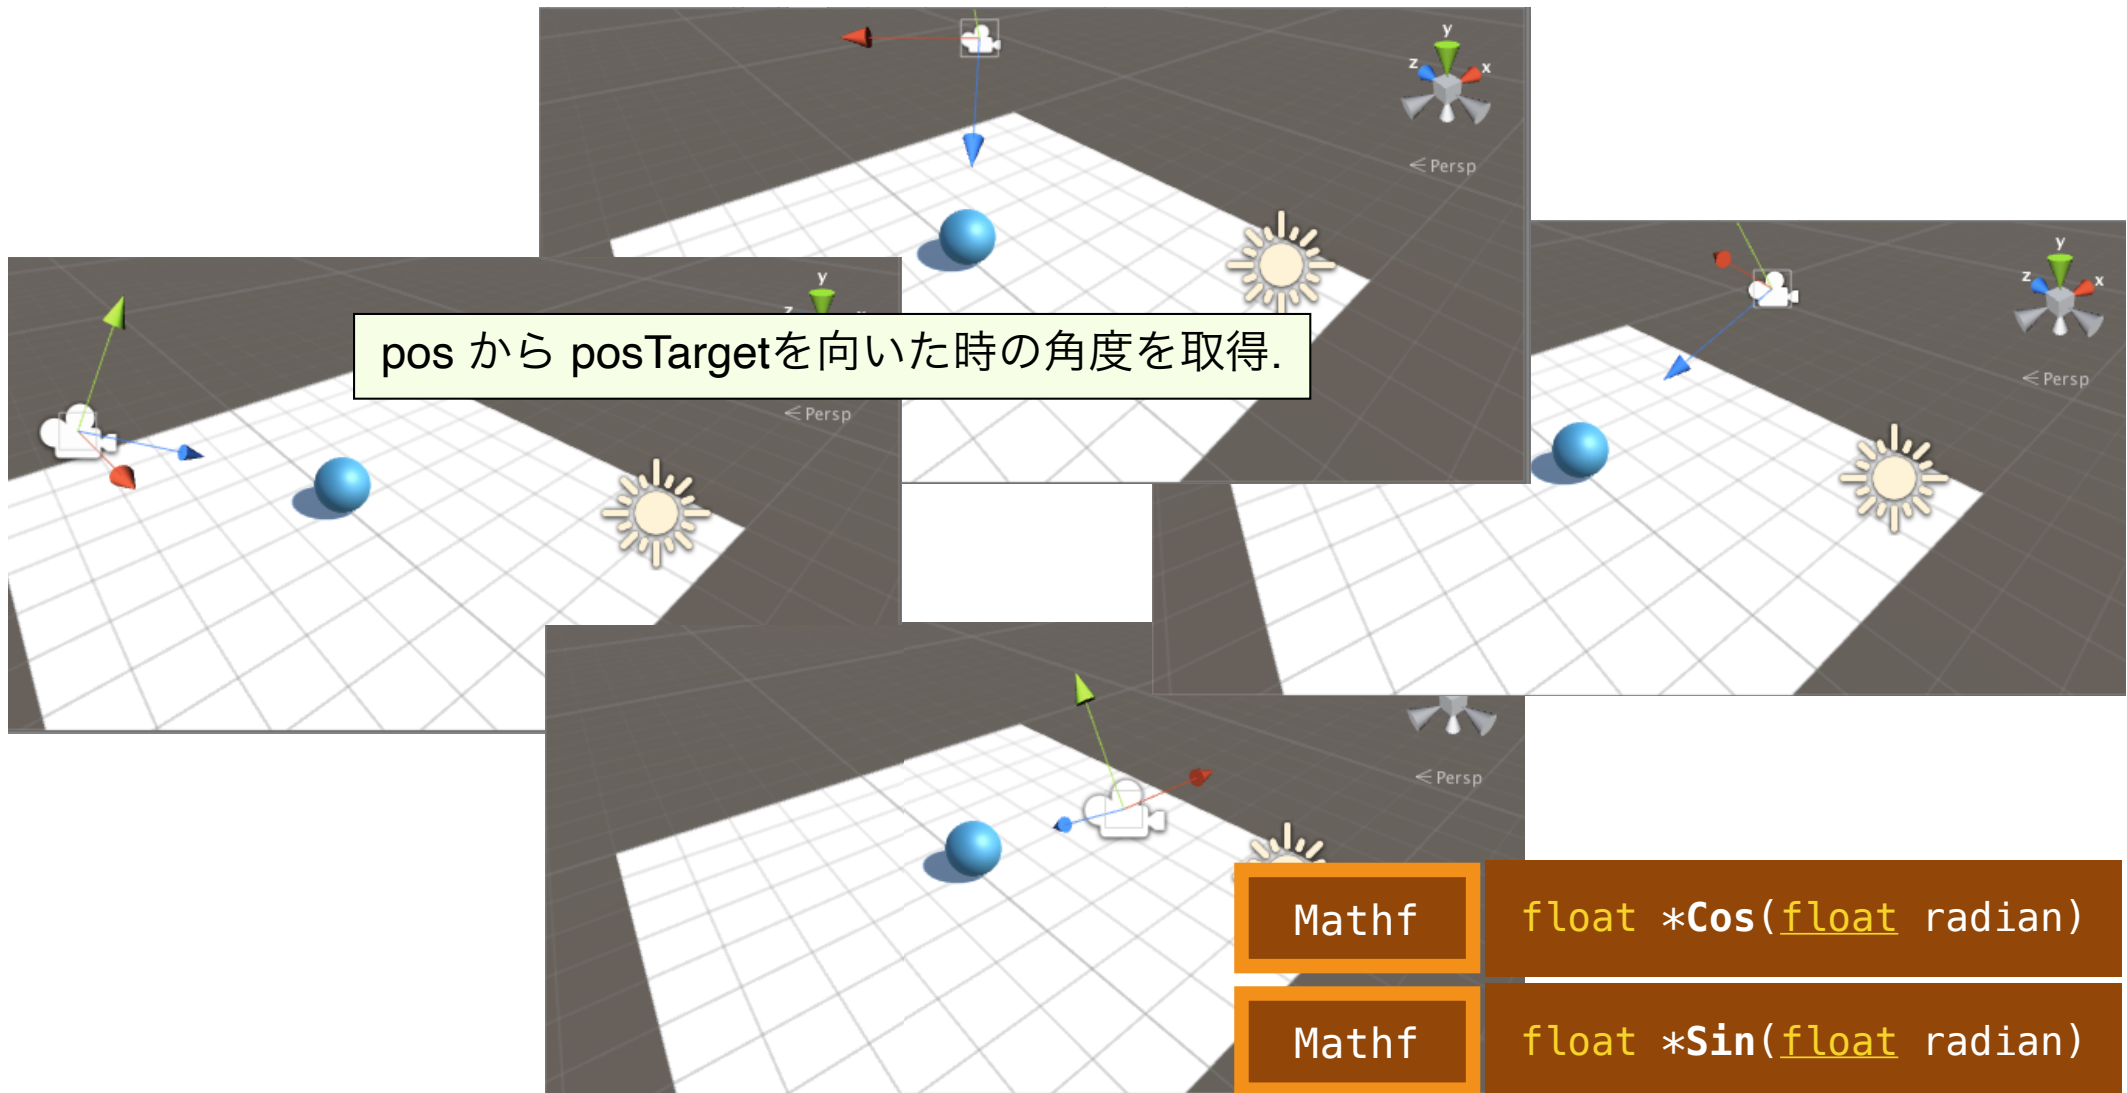 y
z
x
Persp
y
z
x
Persp
y
z
pos から posTargetを向いた時の角度を取得.
Persp
Persp
Mathf
float *Cos(float radian)
Mathf
float *Sin(float radian)